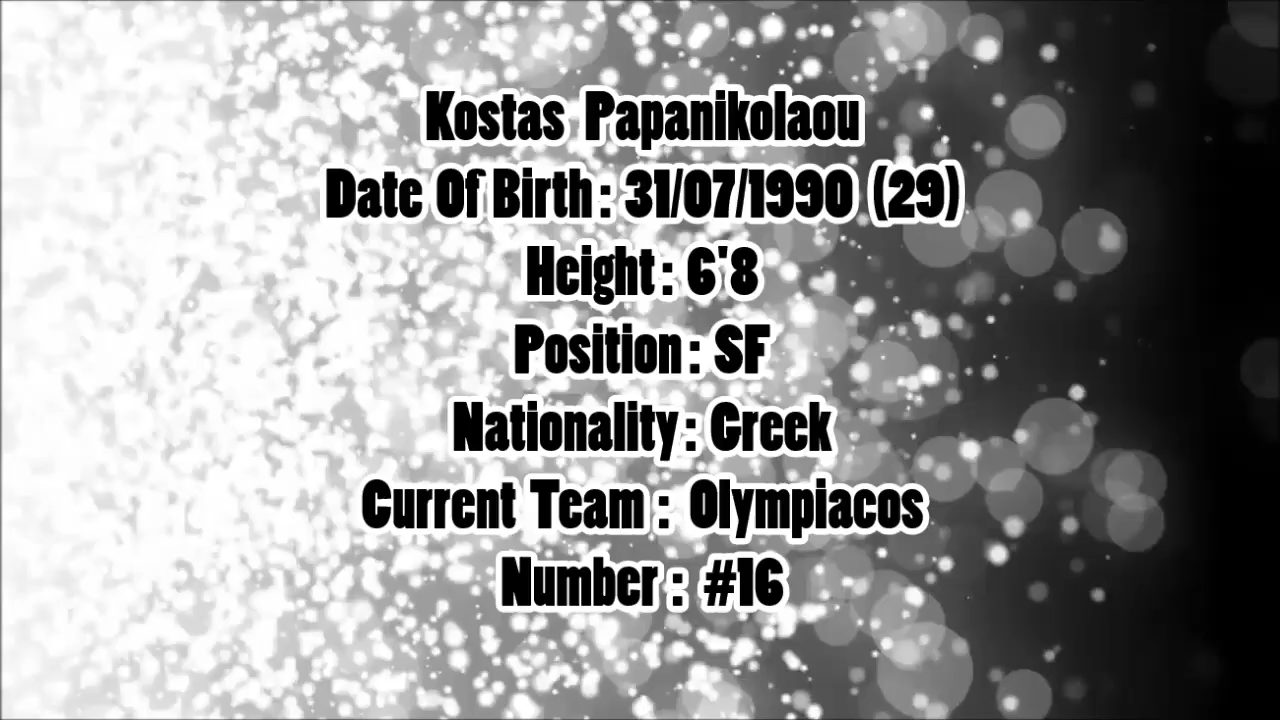 Kostas Papanikolaou
Date Of Birth : 31/07/1990 (29)
Height : 6'8
Position : SF
Nationality : Greek
Current Team : Olympiacos
Number : #16